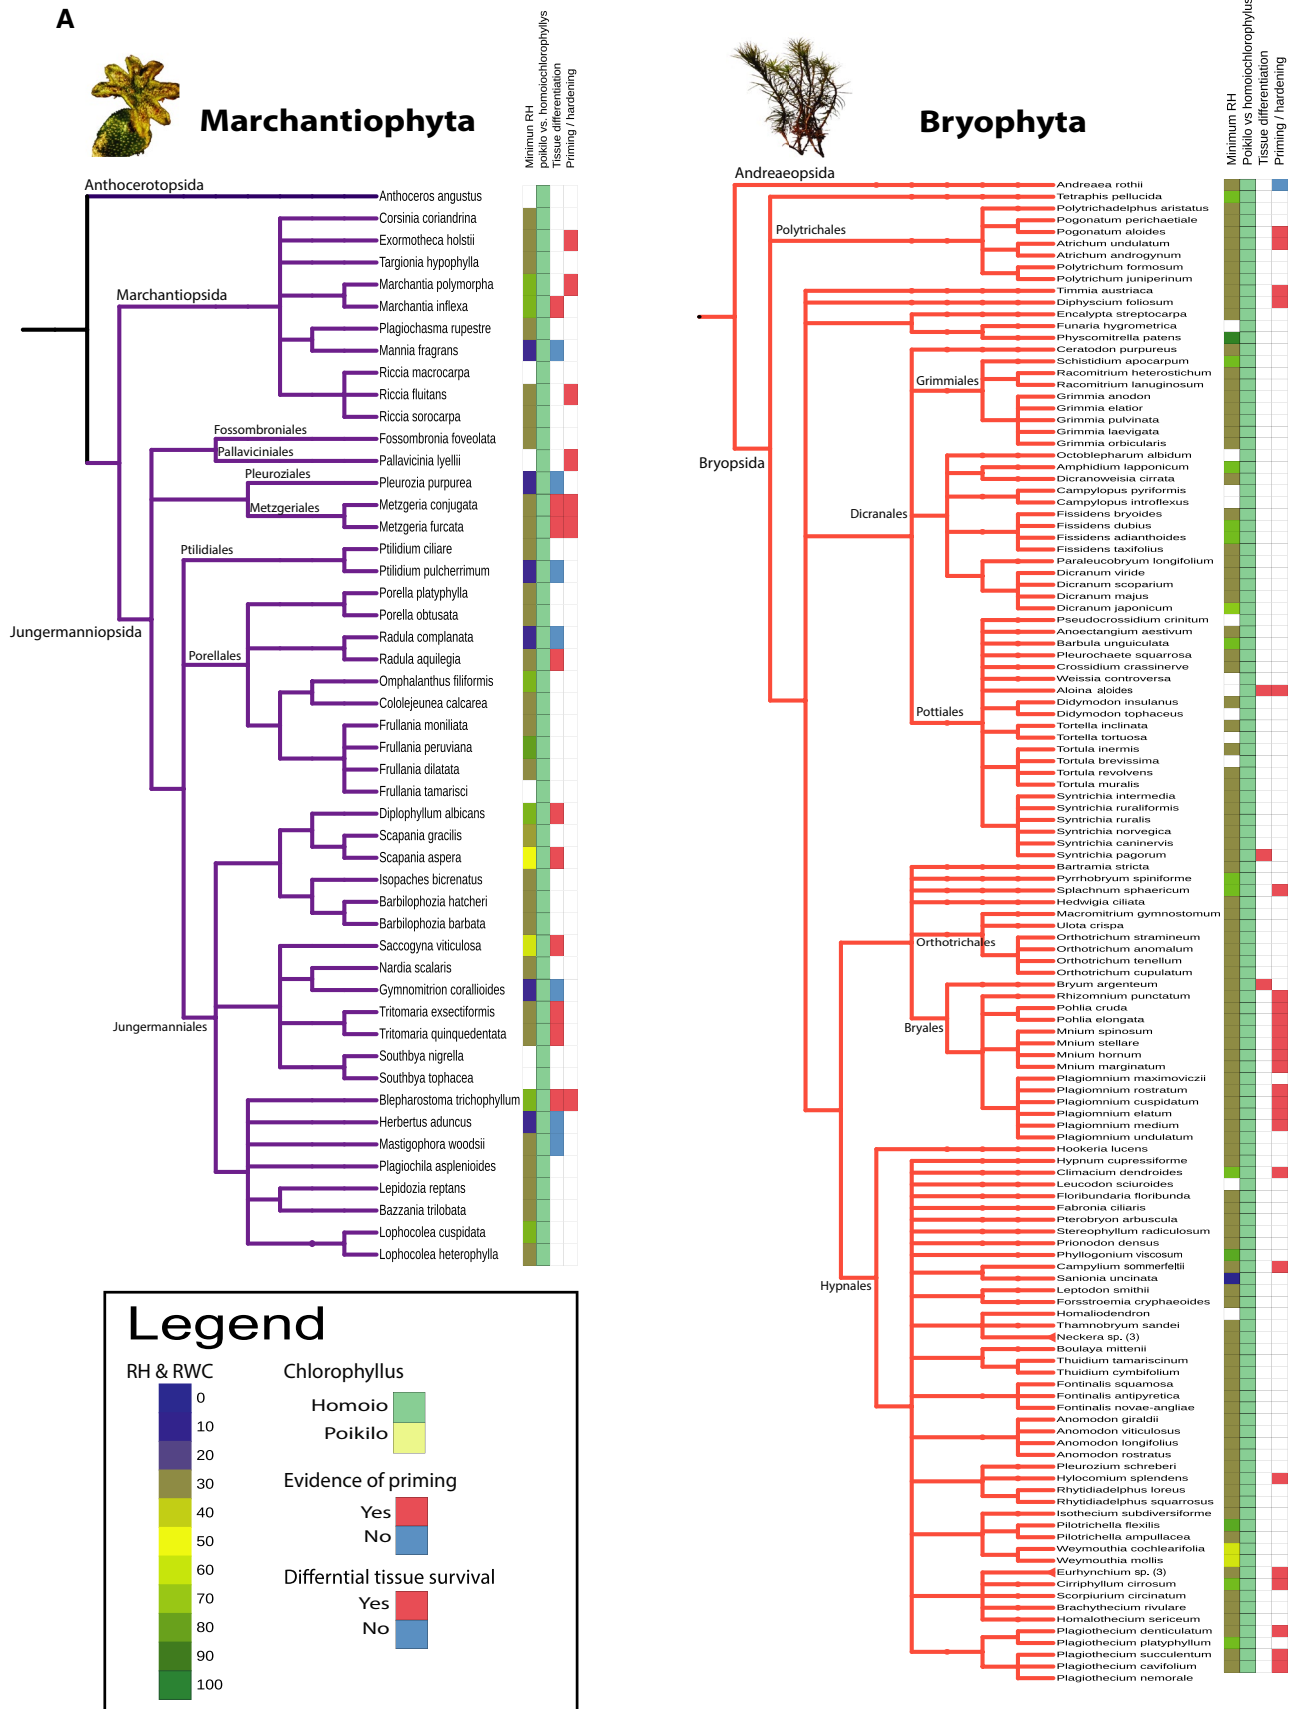 A
Marchantiophyta
Minimun RH
poikilo vs. homoiochlorophyllys
Tissue differentiation
Priming / hardening
Anthocerotopsida
Anthoceros angustus
Corsinia coriandrina
Exormotheca holstii
Targionia hypophylla
Marchantia polymorpha
Marchantiopsida
Marchantia inflexa
Plagiochasma rupestre
Mannia fragrans
Riccia macrocarpa
Riccia fluitans
Riccia sorocarpa
Fossombroniales
Fossombronia foveolata
Pallaviciniales
Pallavicinia lyellii
Pleuroziales
Pleurozia purpurea
Metzgeriales
Metzgeria conjugata
Metzgeria furcata
Ptilidiales
Ptilidium ciliare
Ptilidium pulcherrimum
Porella platyphylla
Porella obtusata
Jungermanniopsida
Radula complanata
Porellales
Radula aquilegia
Omphalanthus filiformis
Cololejeunea calcarea
Frullania moniliata
Frullania peruviana
Frullania dilatata
Frullania tamarisci
Diplophyllum albicans
Scapania gracilis
Scapania aspera
Isopaches bicrenatus
Barbilophozia hatcheri
Barbilophozia barbata
Saccogyna viticulosa
Nardia scalaris
Gymnomitrion corallioides
Tritomaria exsectiformis
Jungermanniales
Tritomaria quinquedentata
Southbya nigrella
Southbya tophacea
Blepharostoma trichophyllum
Herbertus aduncus
Mastigophora woodsii
Plagiochila asplenioides
Lepidozia reptans
Bazzania trilobata
Lophocolea cuspidata
Lophocolea heterophylla
Legend
RH & RWC
0
10
20
30
40
50
60
70
80
90
100
Chlorophyllus
Homoio
Poikilo
Evidence of priming
Yes
No
Differntial tissue survival
Yes
No
Bryophyta
Minimum RH
Poikilo vs homoiochlorophylus
Tissue differentiation
Priming / hardening
Andreaeopsida
Andreaea rothii
Tetraphis pellucida
Polytrichadelphus aristatus
Pogonatum perichaetiale
Polytrichales
Pogonatum aloides
Atrichum undulatum
Atrichum androgynum
Polytrichum formosum
Polytrichum juniperinum
Timmia austriaca
Diphyscium foliosum
Encalypta streptocarpa
Funaria hygrometrica
Physcomitrella patens
Ceratodon purpureus
Schistidium apocarpum
Grimmiales
Racomitrium heterostichum
Racomitrium lanuginosum
Grimmia anodon
Grimmia elatior
Grimmia pulvinata
Grimmia laevigata
Grimmia orbicularis
Bryopsida
Octoblepharum albidum
Amphidium lapponicum
Dicranoweisia cirrata
Campylopus pyriformis
Campylopus introflexus
Dicranales
Fissidens bryoides
Fissidens dubius
Fissidens adianthoides
Fissidens taxifolius
Paraleucobryum longifolium
Dicranum viride
Dicranum scoparium
Dicranum majus
Dicranum japonicum
Pseudocrossidium crinitum
Anoectangium aestivum
Barbula unguiculata
Pleurochaete squarrosa
Crossidium crassinerve
Weissia controversa
Aloina aloides
Didymodon insulanus
Pottiales
Didymodon tophaceus
Tortella inclinata
Tortella tortuosa
Tortula inermis
Tortula brevissima
Tortula revolvens
Tortula muralis
Syntrichia intermedia
Syntrichia ruraliformis
Syntrichia ruralis
Syntrichia norvegica
Syntrichia caninervis
Syntrichia pagorum
Bartramia stricta
Pyrrhobryum spiniforme
Splachnum sphaericum
Hedwigia ciliata
Macromitrium gymnostomum
Ulota crispa
Orthotrichales
Orthotrichum stramineum
Orthotrichum anomalum
Orthotrichum tenellum
Orthotrichum cupulatum
Bryum argenteum
Rhizomnium punctatum
Pohlia cruda
Pohlia elongata
Bryales
Mnium spinosum
Mnium stellare
Mnium hornum
Mnium marginatum
Plagiomnium maximoviczii
Plagiomnium rostratum
Plagiomnium cuspidatum
Plagiomnium elatum
Plagiomnium medium
Plagiomnium undulatum
Hookeria lucens
Hypnum cupressiforme
Climacium dendroides
Leucodon sciuroides
Floribundaria floribunda
Fabronia ciliaris
Pterobryon arbuscula
Stereophyllum radiculosum
Prionodon densus
Phyllogonium viscosum
Campylium sommerfeltii
Sanionia uncinata
Hypnales
Leptodon smithii
Forsstroemia cryphaeoides
Homaliodendron
Thamnobryum sandei
Neckera sp. (3)
Boulaya mittenii
Thuidium tamariscinum
Thuidium cymbifolium
Fontinalis squamosa
Fontinalis antipyretica
Fontinalis novae-angliae
Anomodon giraldii
Anomodon viticulosus
Anomodon longifolius
Anomodon rostratus
Pleurozium schreberi
Hylocomium splendens
Rhytidiadelphus loreus
Rhytidiadelphus squarrosus
Isothecium subdiversiforme
Pilotrichella flexilis
Pilotrichella ampullacea
Weymouthia cochlearifolia
Weymouthia mollis
Eurhynchium sp. (3)
Cirriphyllum cirrosum
Scorpiurium circinatum
Brachythecium rivulare
Homalothecium sericeum
Plagiothecium denticulatum
Plagiothecium platyphyllum
Plagiothecium succulentum
Plagiothecium cavifolium
Plagiothecium nemorale